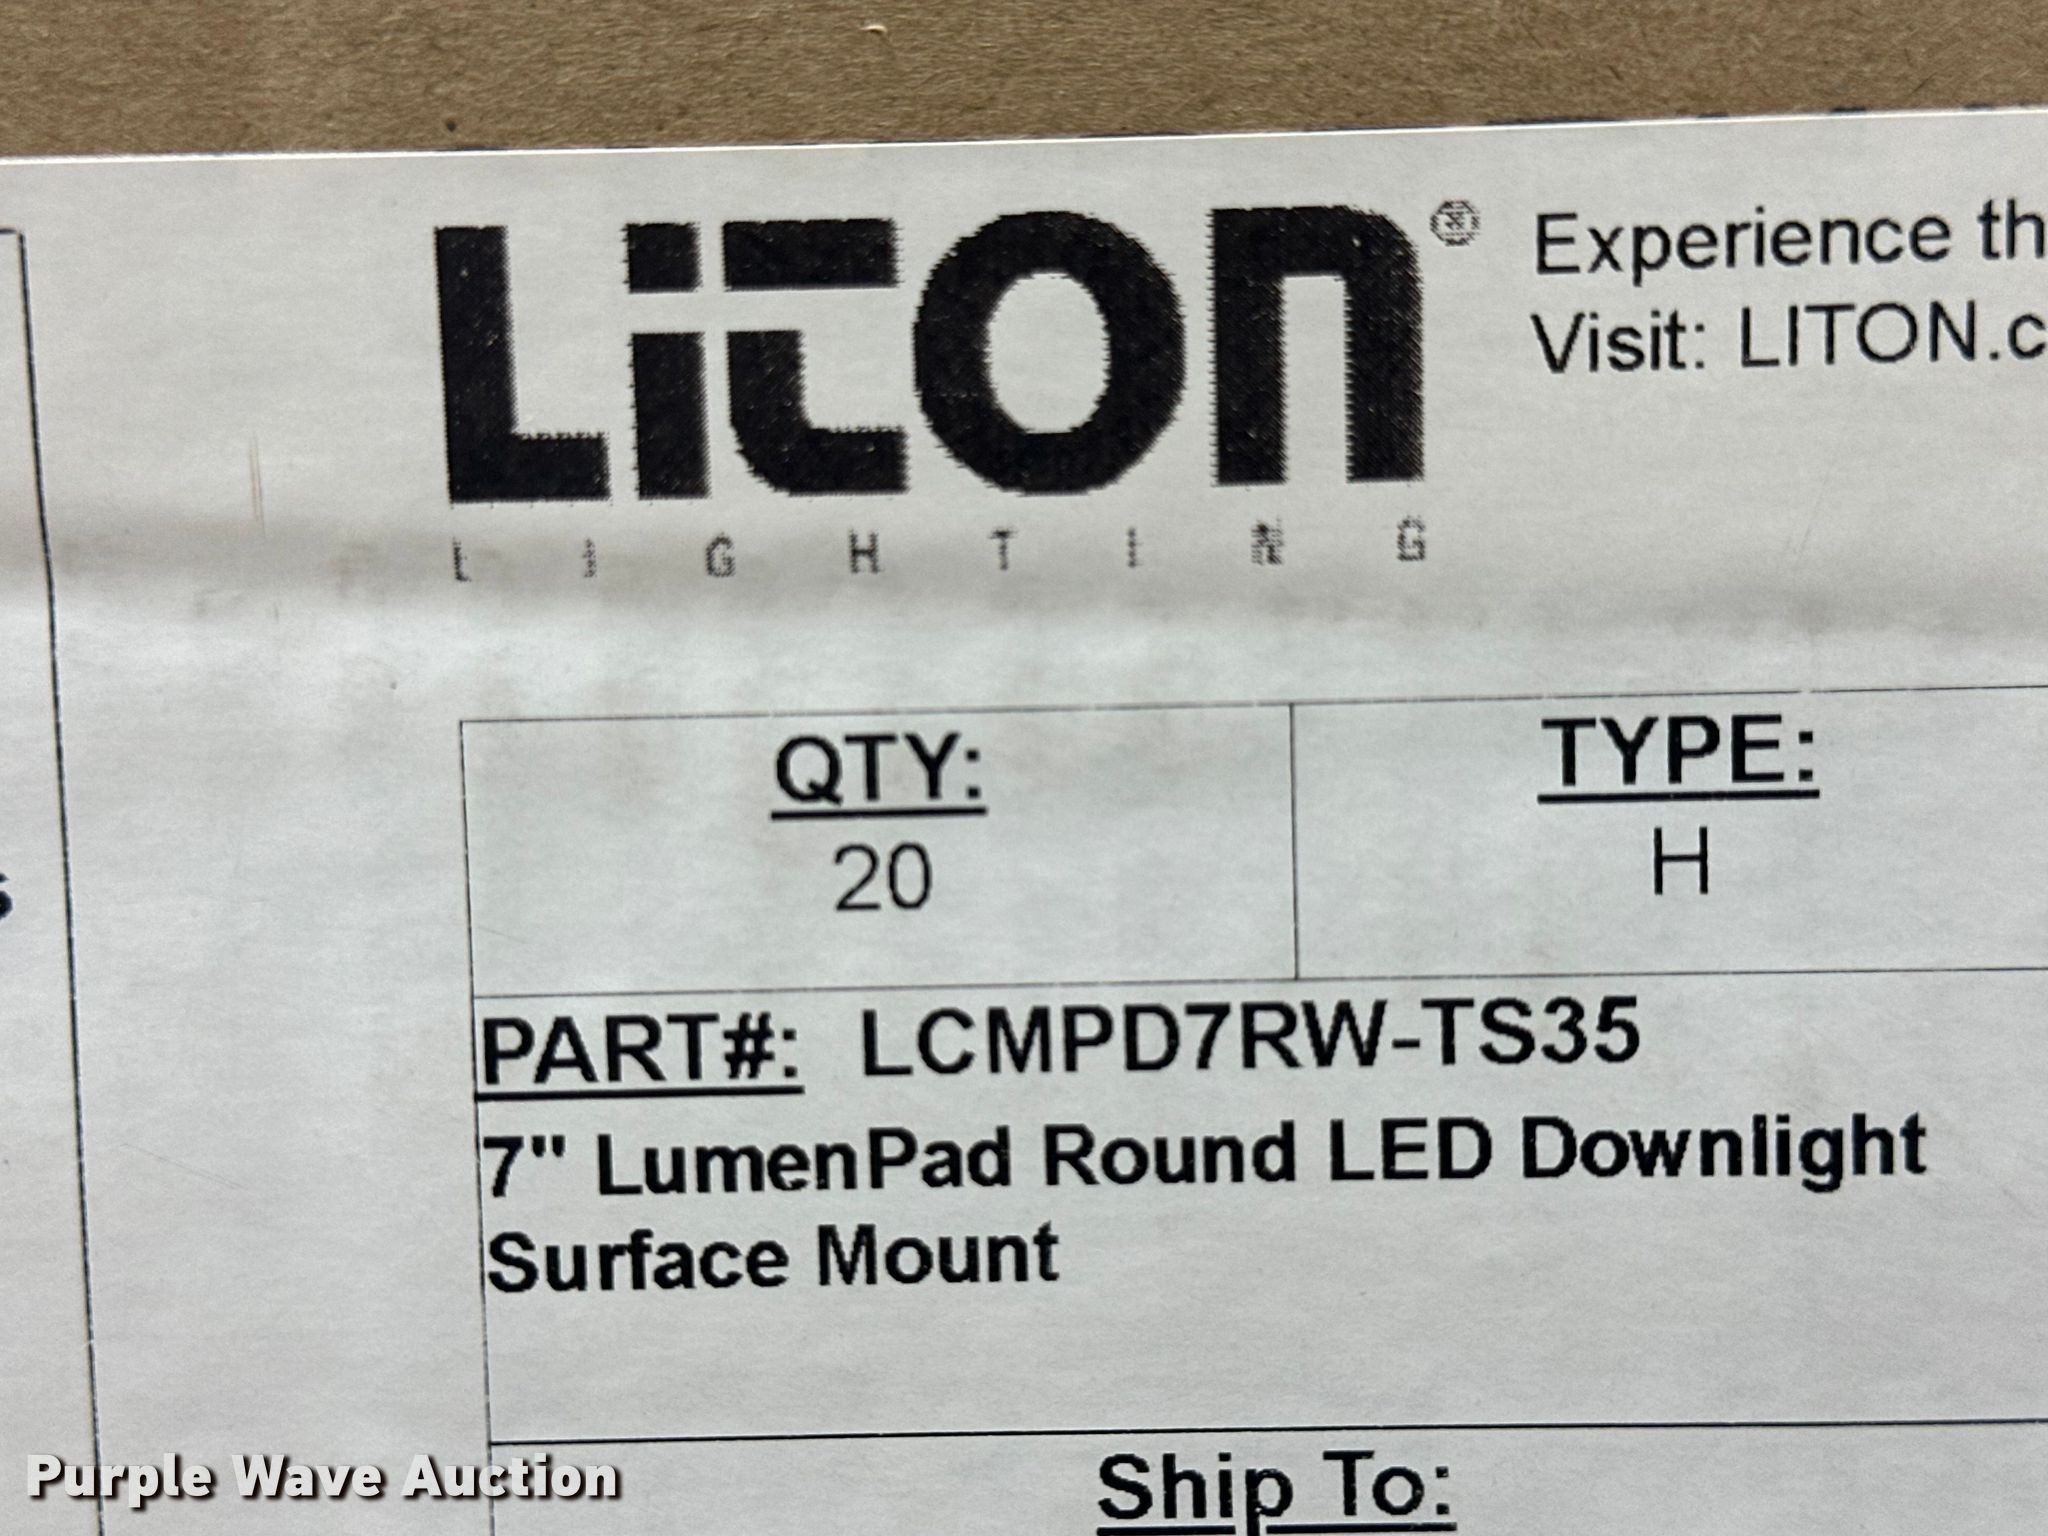 LITON®
LIGHTING
Experience th
Visit: LITON.c
QTY:
20
TYPE:
H
PART#: LCMPD7RW-TS35
7" LumenPad Round LED Downlight
Surface Mount
Ship To:
Purple Wave Auction